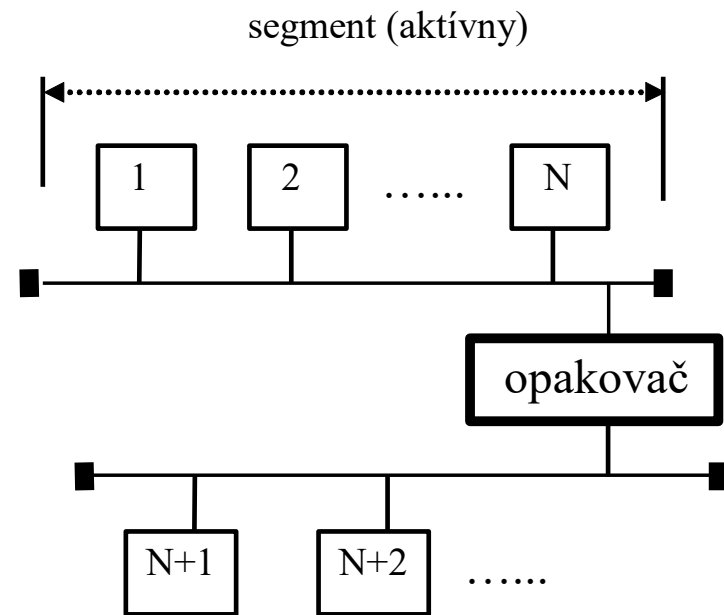 segment (aktívny)
1 2 …... N
opakovač
N+1 N+2 …...